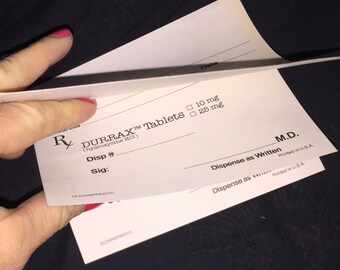 Date
Rx DURRAX™ Tablets ☐ 10 mg
(hydroxyzine HCl) ☐ 25 mg
Disp #
Sig:
M.D.
Dispense as Written
Printed in U.S.A.
Dispense as Written
Printed in U.S.A.